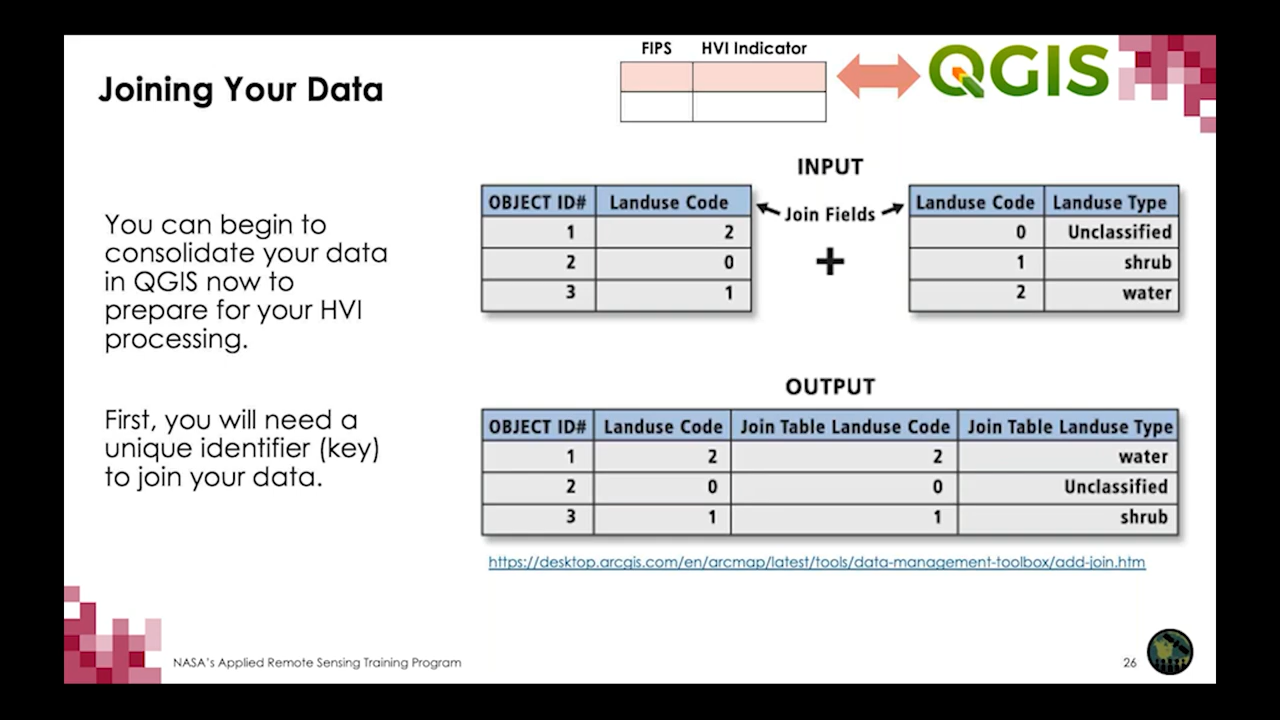 Joining Your Data
FIPS HVI Indicator
QGIS
You can begin to
consolidate your data
in QGIS now to
prepare for your HVI
processing.
First, you will need a
unique identifier (key)
to join your data.
INPUT
OBJECT ID# Landuse Code
1 2
2 0
3 1
Join Fields
+
Landuse Code Landuse Type
0 Unclassified
1 shrub
2 water
OUTPUT
OBJECT ID# Landuse Code Join Table Landuse Code Join Table Landuse Type
1 2 2 water
2 0 0 Unclassified
3 1 1 shrub
https://desktop.arcgis.com/en/arcmap/latest/tools/data-management-toolbox/add-join.htm
NASA's Applied Remote Sensing Training Program
26